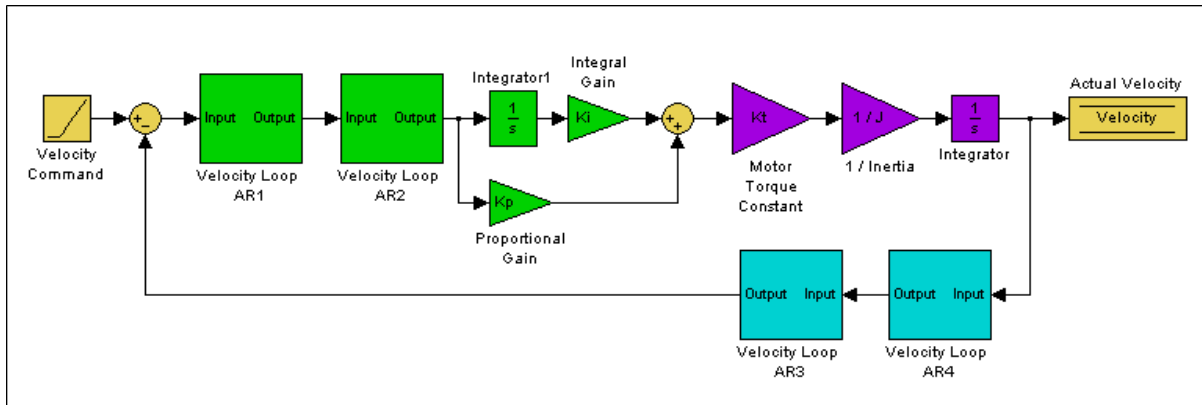 Velocity
Command
+
−
Input Output
Velocity Loop
AR1
Input Output
Velocity Loop
AR2
Integrator1
1
s
Integral
Gain
Ki
Kp
Proportional
Gain
+
+
Kt
Motor
Torque
Constant
1 / J
1 / Inertia
1
s
Integrator
Actual Velocity
Velocity
Output Input
Velocity Loop
AR3
Output Input
Velocity Loop
AR4